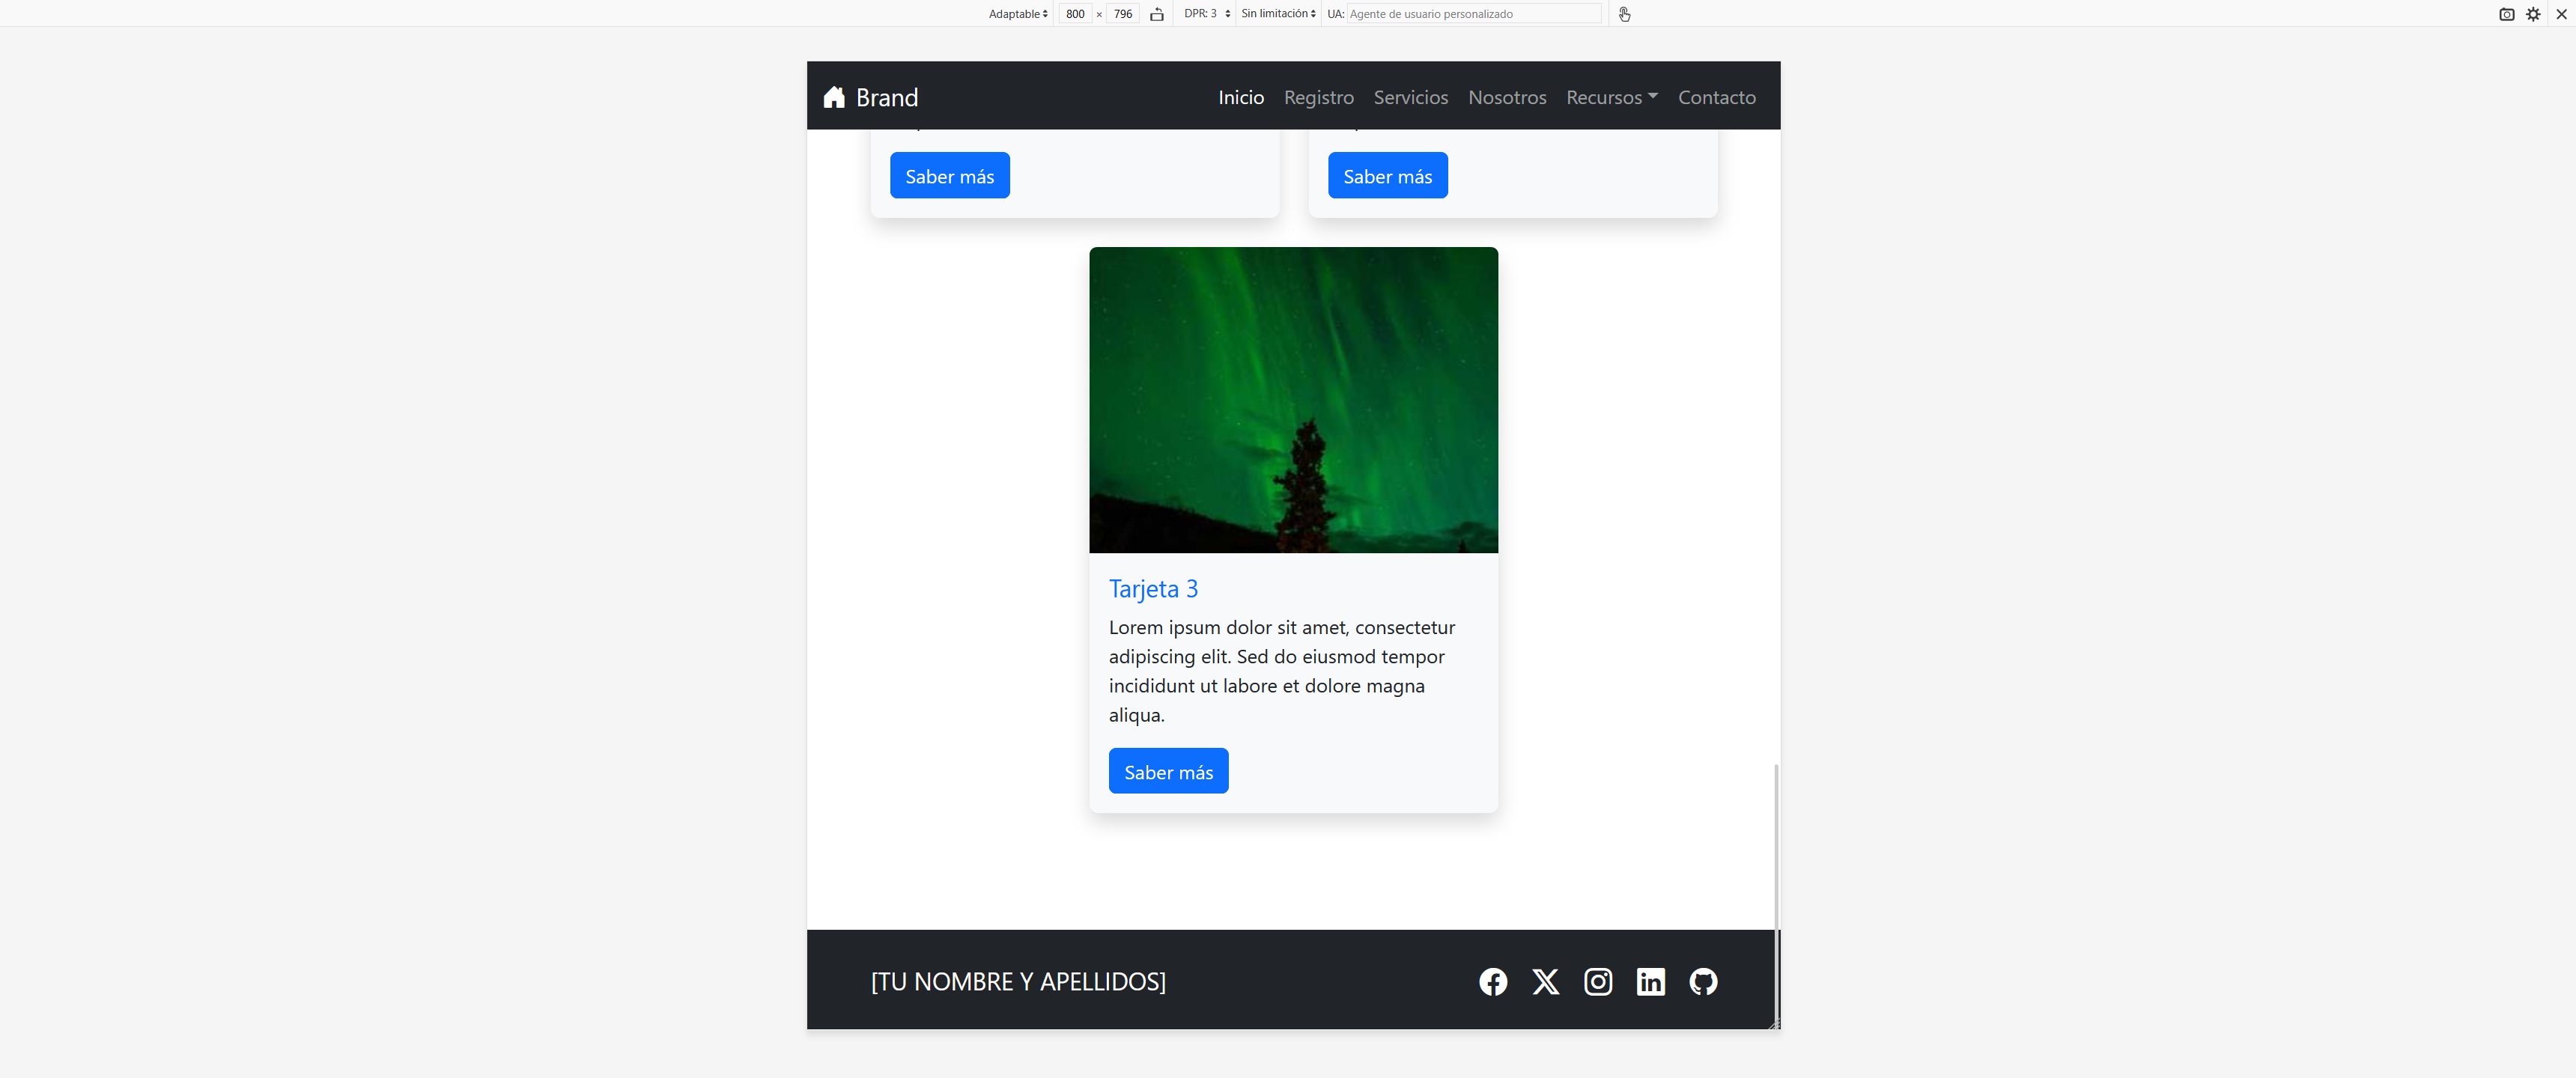 Adaptable 800 × 796 DPR: 3 Sin limitación UA: Agente de usuario personalizado
Brand Inicio Registro Servicios Nosotros Recursos Contacto
Saber más Saber más
Tarjeta 3
Lorem ipsum dolor sit amet, consectetur
adipiscing elit. Sed do eiusmod tempor
incididunt ut labore et dolore magna
aliqua.
Saber más
[TU NOMBRE Y APELLIDOS]